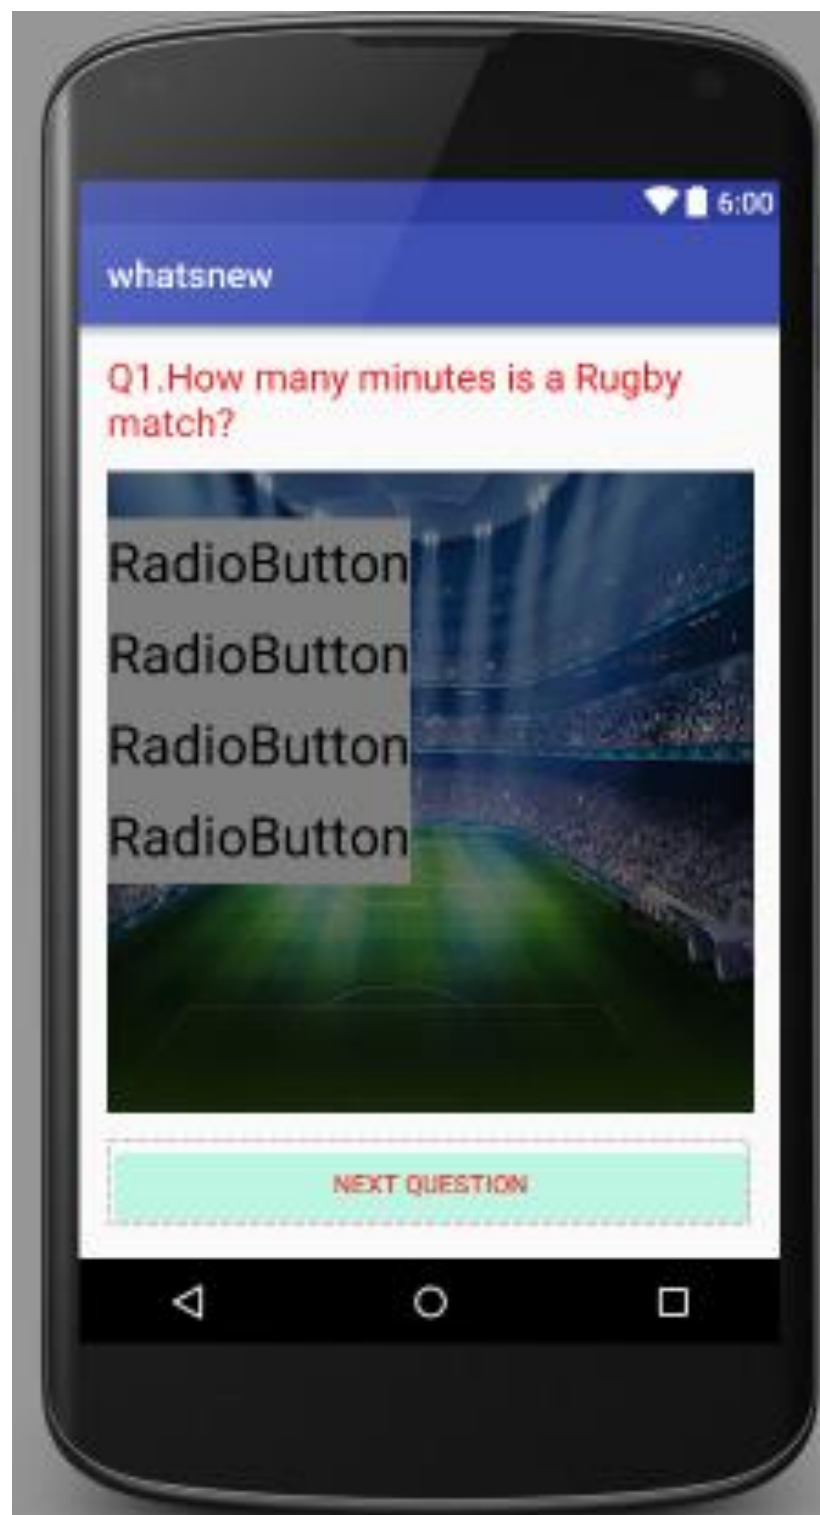 6:00
whatsnew
Q1.How many minutes is a Rugby
match?
RadioButton
RadioButton
RadioButton
RadioButton
NEXT QUESTION